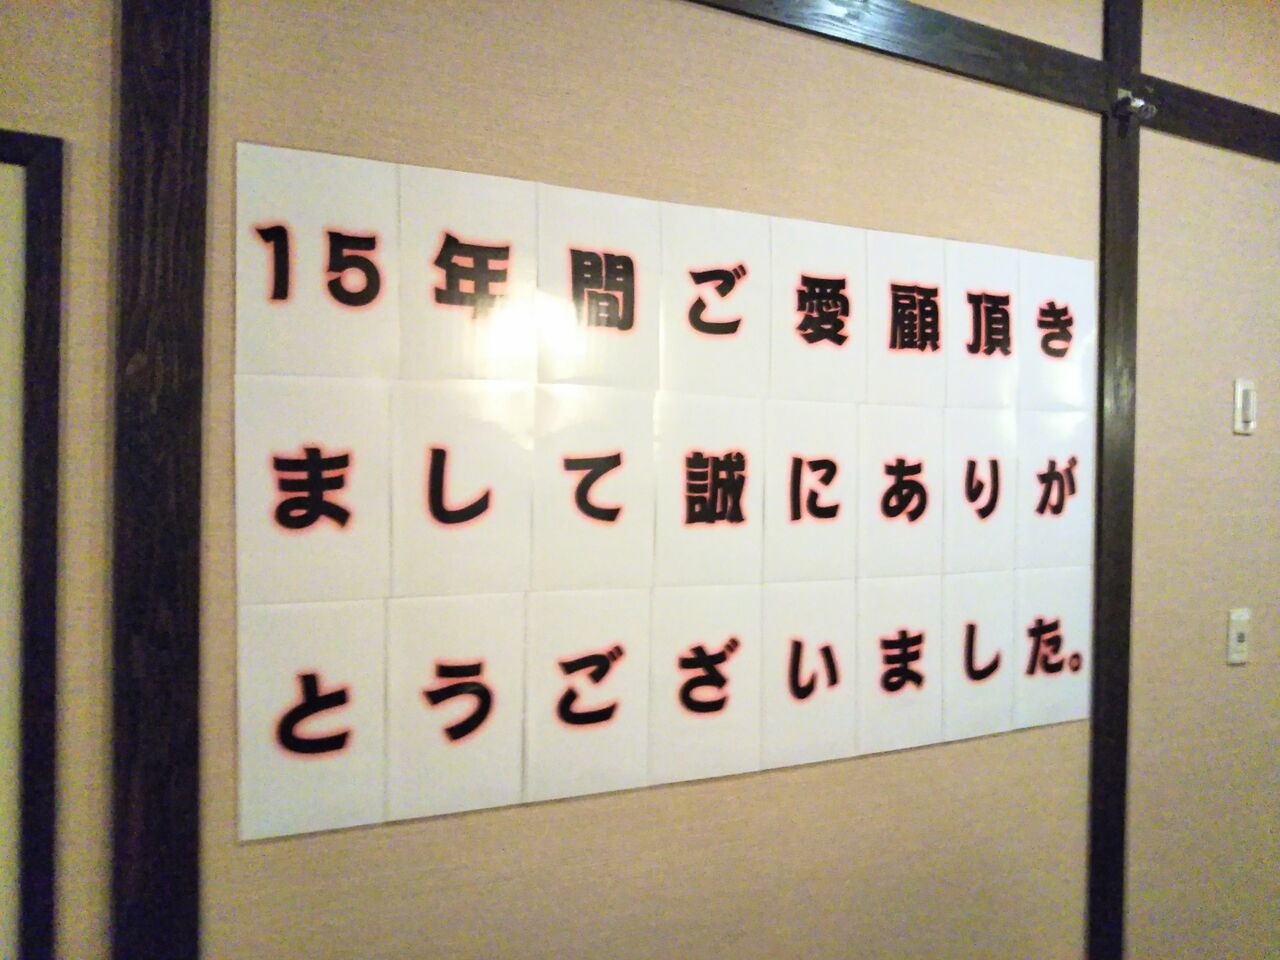 15年間ご愛顧頂き
まして誠にありが
とうございました。